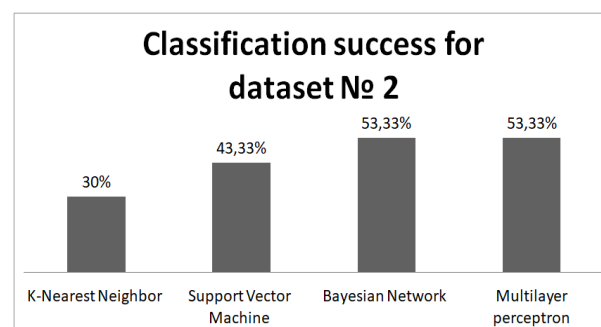 Classification success for
dataset № 2
53,33%
53,33%
43,33%
30%
K-Nearest Neighbor
Support Vector
Machine
Bayesian Network
Multilayer
perceptron